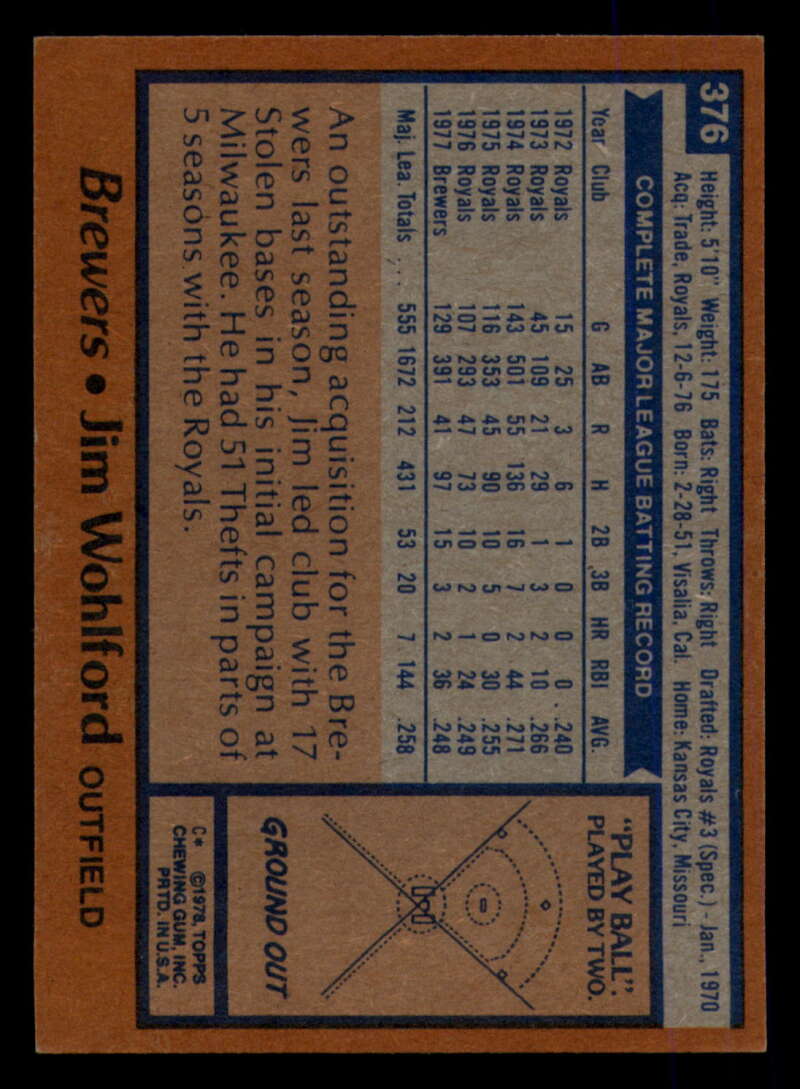 376
Height: 5'10" Weight: 175 Bats: Right Throws: Right Drafted: Royals #3 (Spec.) - Jan., 1970
Acq: Trade, Royals, 12-6-76 Born: 2-28-51, Visalia, Cal. Home: Kansas City, Missouri
COMPLETE MAJOR LEAGUE BATTING RECORD
Year Club G AB R H 2B 3B HR RBI AVG.
1972 Royals 15 25 3 6 1 0 0 0 .240
1973 Royals 45 109 21 29 1 3 2 10 .266
1974 Royals 143 501 55 136 16 7 2 44 .271
1975 Royals 116 353 45 90 10 5 0 30 .255
1976 Royals 107 293 47 73 10 2 1 24 .249
1977 Brewers 129 391 41 97 15 3 2 36 .248
Maj. Lea. Totals 555 1672 212 431 53 20 7 144 .258
An outstanding acquisition for the Bre-
wers last season, Jim led club with 17
Stolen bases in his initial campaign at
Milwaukee. He had 51 Thefts in parts of
5 seasons with the Royals.
"PLAY BALL".
PLAYED BY TWO.
GROUND OUT
C* ©1978, TOPPS
CHEWING GUM, INC.
PRTD. IN U.S.A.
Brewers • Jim Wohlford OUTFIELD